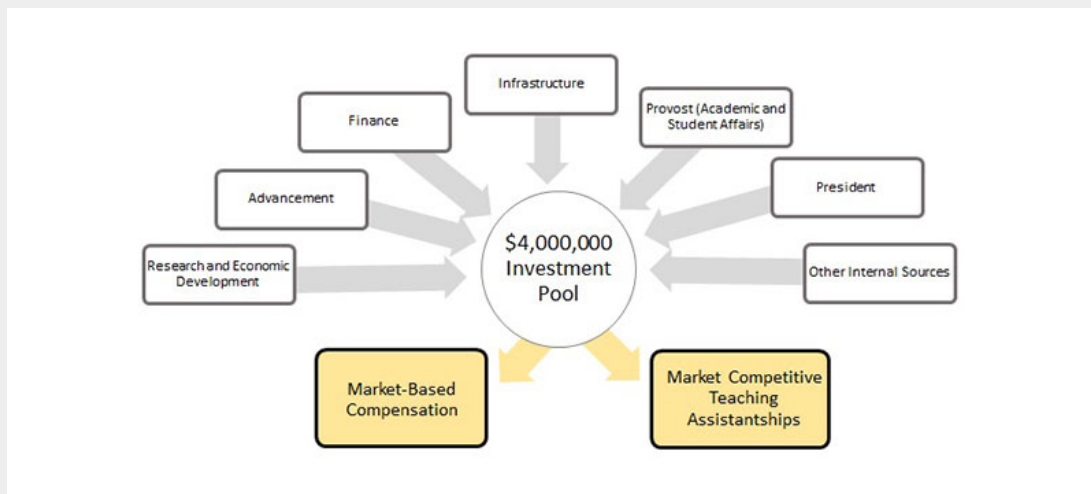 Infrastructure
Provost (Academic and
Student Affairs)
Finance
President
Advancement
$4,000,000
Investment
Pool
Research and Economic
Development
Other Internal Sources
Market-Based
Compensation
Market Competitive
Teaching
Assistantships